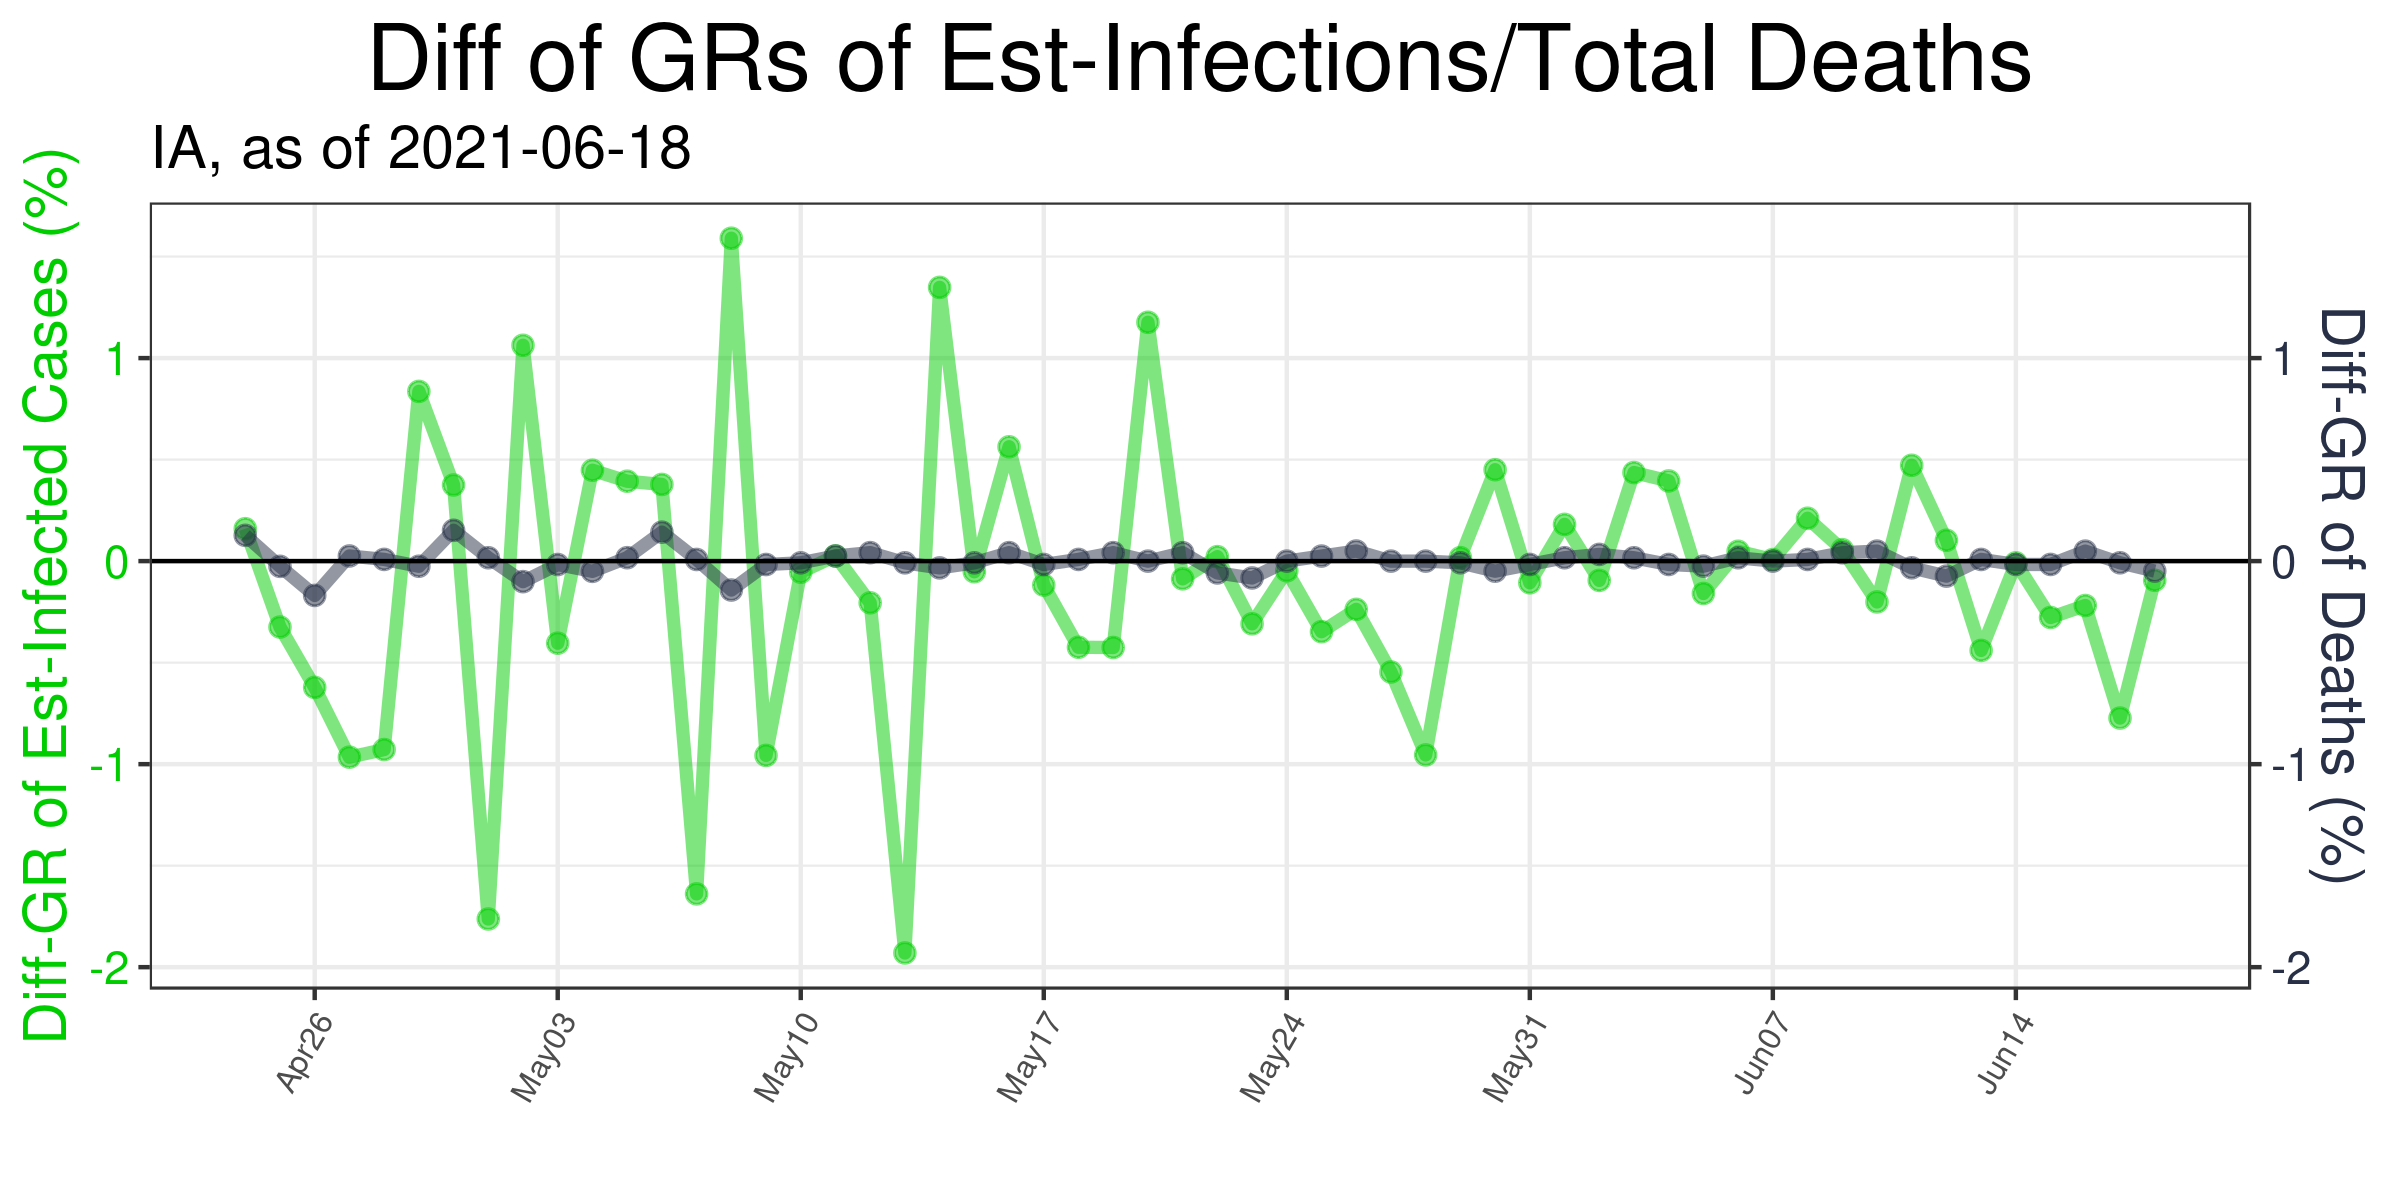 Diff of GRs of Est-Infections/Total Deaths
IA, as of 2021-06-18
Diff-GR of Est-Infected Cases (%)
1
0
-1
-2
1
0
-1
-2
Diff-GR of Deaths (%)
Apr26
May03
May10
May17
May24
May31
Jun07
Jun14